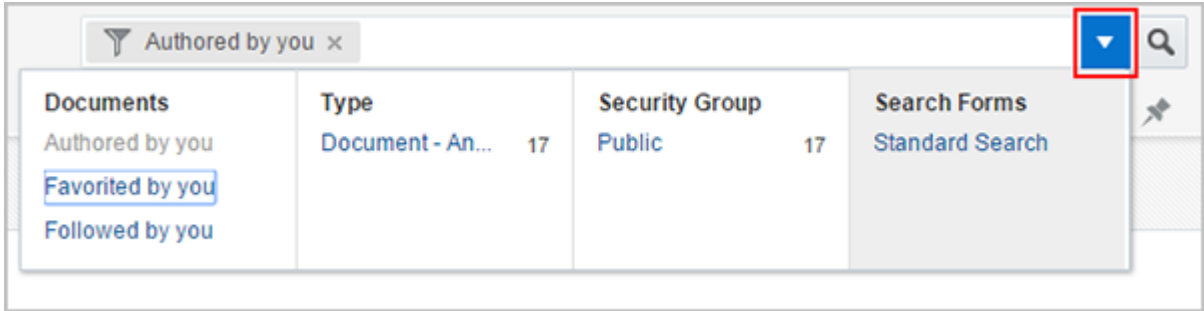 Authored by you ×
Documents
Authored by you
Favorited by you
Followed by you
Type
Document - An... 17
Security Group
Public 17
Search Forms
Standard Search